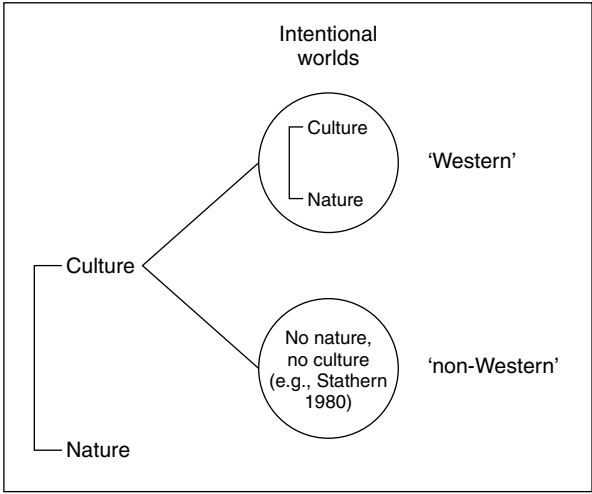 Intentional
worlds
Culture
Nature
'Western'
Culture
No nature,
no culture
(e.g., Stathern
1980)
'non-Western'
Nature